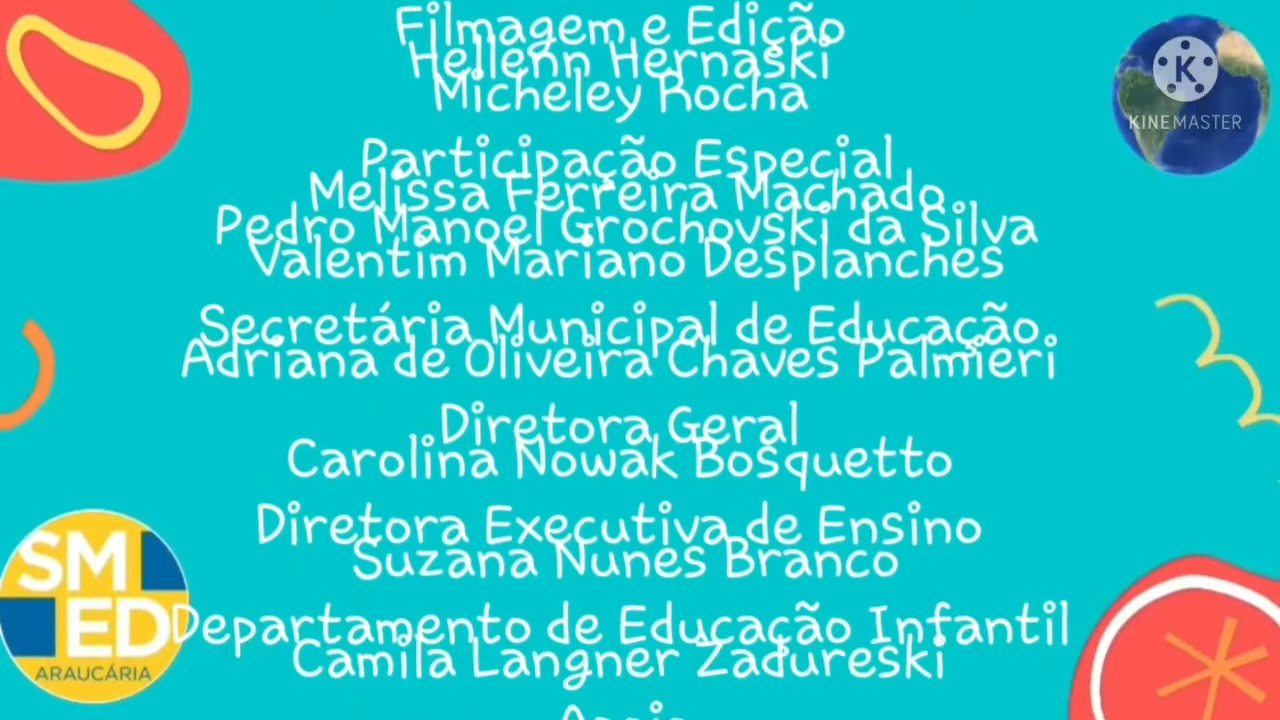 Filmagem e Edição
Hellenn Hernaski
Micheley Rocha
Participação Especial
Melissa Ferreira Machado
Pedro Manoel Grochovski da Silva
Valentim Mariano Desplanches
Secretária Municipal de Educação
Adriana de Oliveira Chaves Palmieri
Diretora Geral
Carolina Nowak Bosquetto
Diretora Executiva de Ensino
Suzana Nunes Branco
Departamento de Educação Infantil
Camila Langner Zadureski
K
KINEMASTER
SM
ED
ARAUCÁRIA